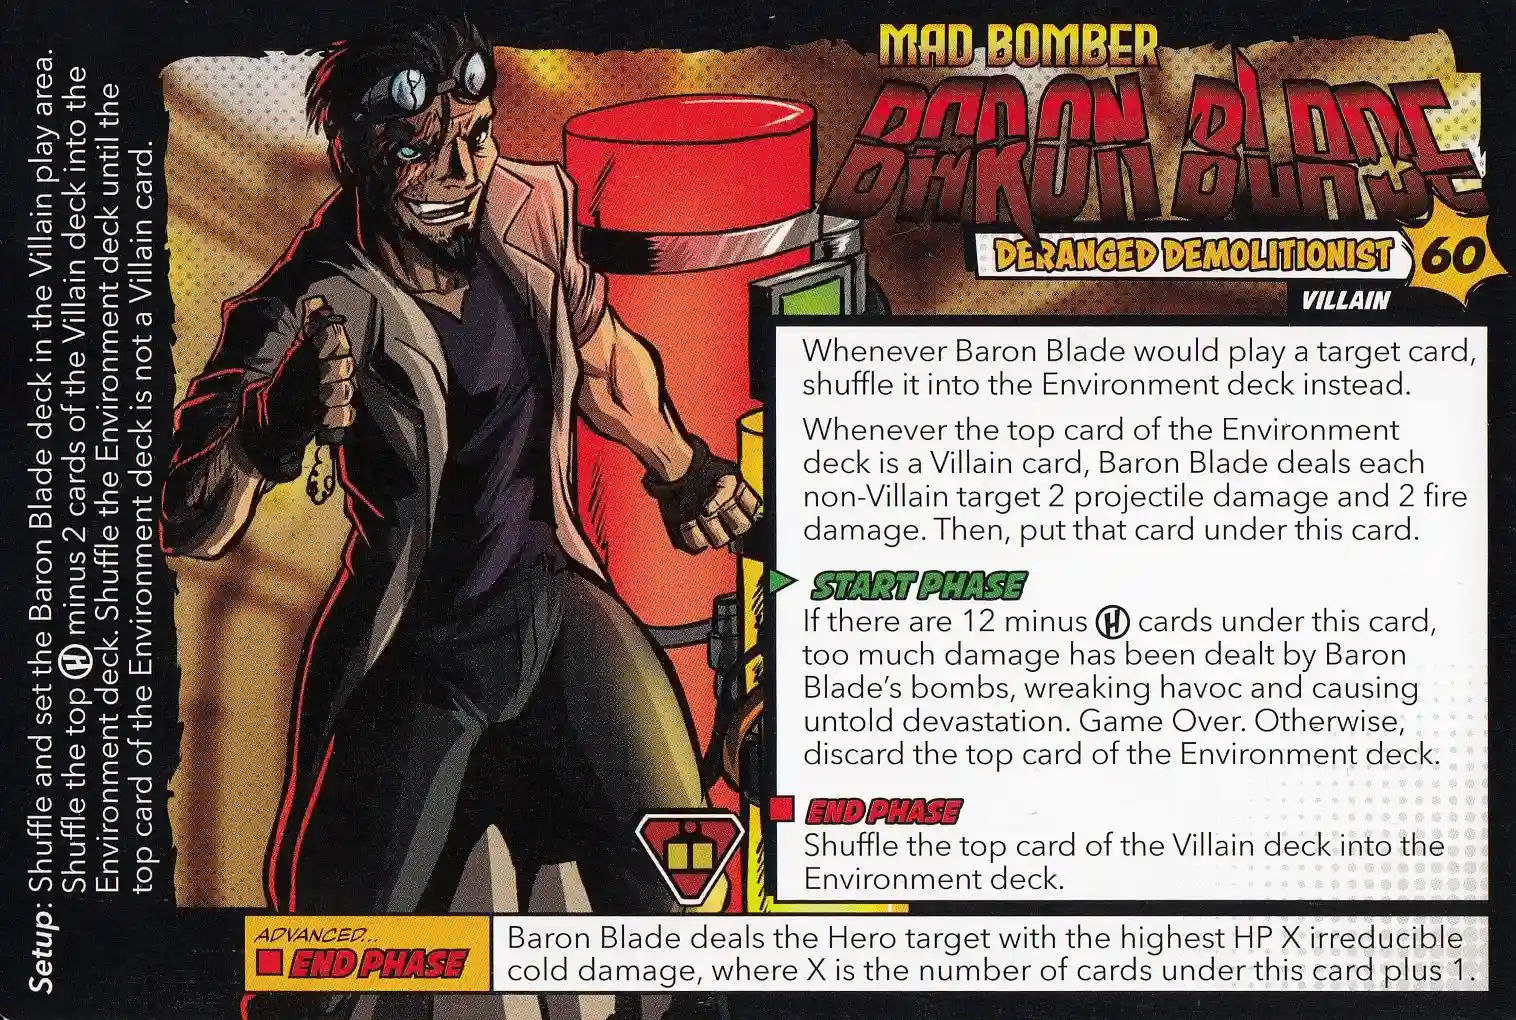 MAD BOMBER
BARON BLADE
DERANGED DEMOLITIONIST
60
VILLAIN
Whenever Baron Blade would play a target card,
shuffle it into the Environment deck instead.
Whenever the top card of the Environment
deck is a Villain card, Baron Blade deals each
non-Villain target 2 projectile damage and 2 fire
damage. Then, put that card under this card.
START PHASE
If there are 12 minus Ⓗ cards under this card,
too much damage has been dealt by Baron
Blade's bombs, wreaking havoc and causing
untold devastation. Game Over. Otherwise,
discard the top card of the Environment deck.
END PHASE
Shuffle the top card of the Villain deck into the
Environment deck.
ADVANCED...
END PHASE
Baron Blade deals the Hero target with the highest HP X irreducible
cold damage, where X is the number of cards under this card plus 1.
Setup: Shuffle and set the Baron Blade deck in the Villain play area.
Shuffle the top Ⓗ minus 2 cards of the Villain deck into the
Environment deck. Shuffle the Environment deck until the
top card of the Environment deck is not a Villain card.